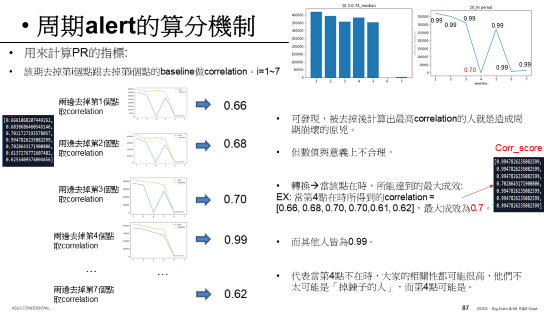 • 周期alert的算分機制
• 用來計算PR的指標:
• 該期去掉第i個點跟去掉第i個點的baseline做correlation。i=1~7
兩邊去掉第1個點
取correlation
0.66
兩邊去掉第2個點
取correlation
0.68
兩邊去掉第3個點
取correlation
0.70
兩邊去掉第4個點
取correlation
0.99
…
…
兩邊去掉第7個點
取correlation
0.62
20_th period
0.99
0.99
0.99
0.99
0.70
0.99
0.99
• 可發現，被去掉後計算出最高correlation的人就是造成周
期崩壞的原兇。
• 但數值與意義上不合理。
Corr_score
• 轉換→當該點在時，所能達到的最大成效:
EX: 當第4點在時所得到的correlation =
[0.66, 0.68, 0.70, 0.70,0.61, 0.62]，最大成效為0.7。
• 而其他人皆為0.99。
• 代表當第4點不在時，大家的相關性都可能很高，他們不
太可能是「掉鍊子的人」，而第4點可能是。
ASUS CONFIDENTIAL
87